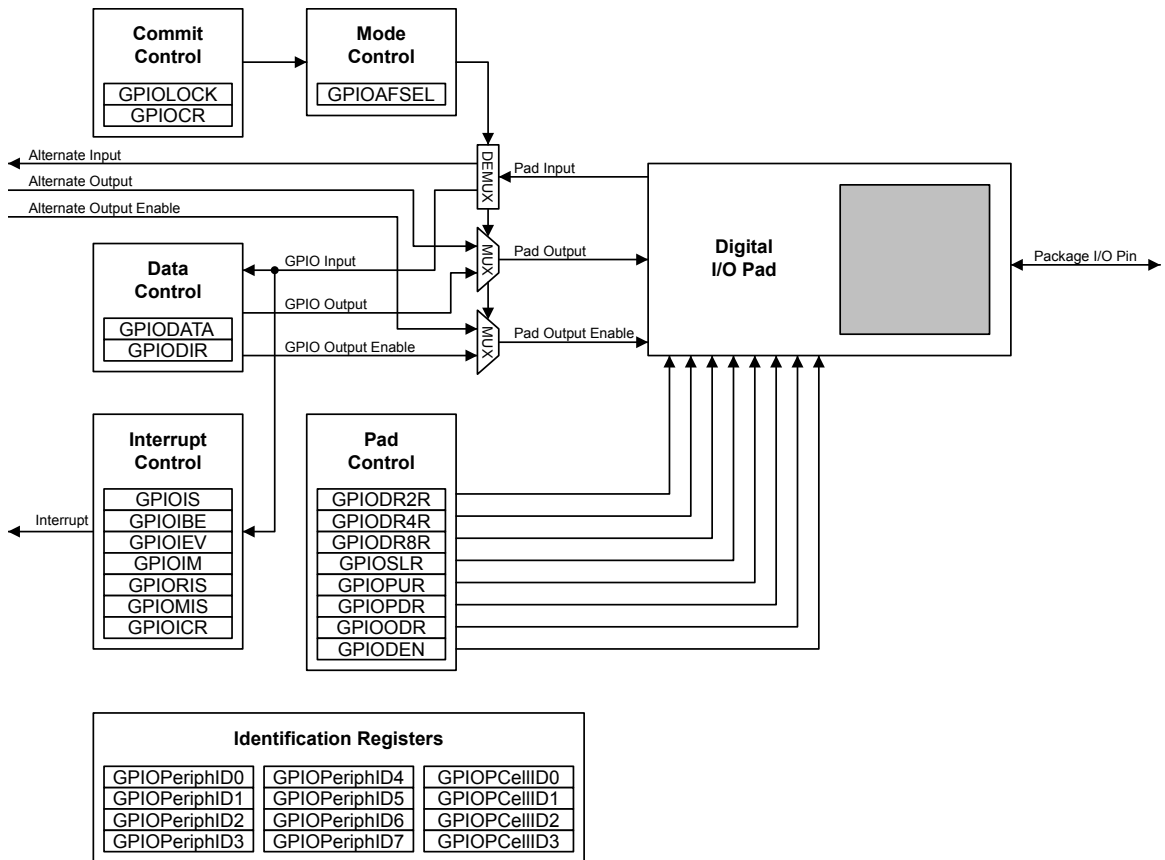 Commit
Control
GPIOLOCK
GPIOCR
Mode
Control
GPIOAFSEL
Alternate Input
Alternate Output
Alternate Output Enable
DEMUX
Pad Input
MUX
Pad Output
MUX
Pad Output Enable
Data
Control
GPIODATA
GPIODIR
GPIO Input
GPIO Output
GPIO Output Enable
Digital
I/O Pad
Package I/O Pin
Interrupt
Control
GPIOIS
GPIOIBE
GPIOIEV
GPIOIM
GPIORIS
GPIOMIS
GPIOICR
Interrupt
Pad
Control
GPIODR2R
GPIODR4R
GPIODR8R
GPIOSLR
GPIOPUR
GPIOPDR
GPIOODR
GPIODEN
Identification Registers
GPIOPeriphID0
GPIOPeriphID1
GPIOPeriphID2
GPIOPeriphID3
GPIOPeriphID4
GPIOPeriphID5
GPIOPeriphID6
GPIOPeriphID7
GPIOPCellID0
GPIOPCellID1
GPIOPCellID2
GPIOPCellID3